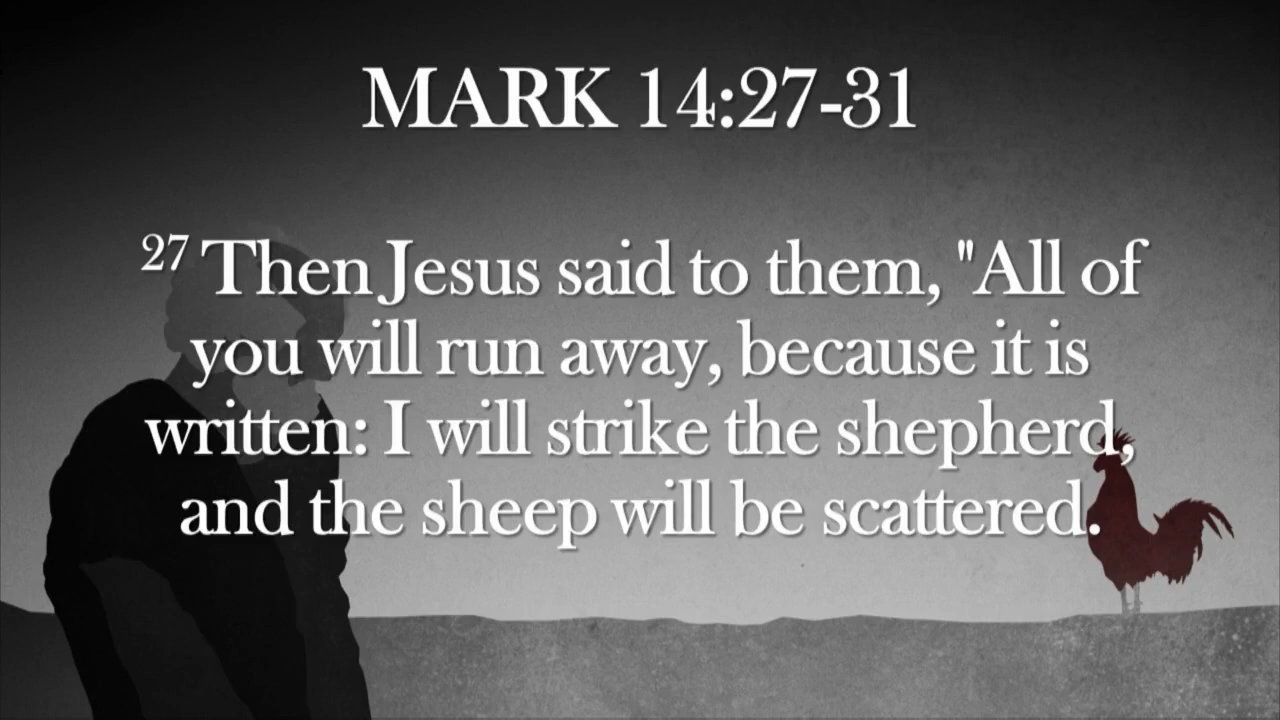 MARK 14:27-31
27 Then Jesus said to them, "All of
you will run away, because it is
written: I will strike the shepherd,
and the sheep will be scattered.